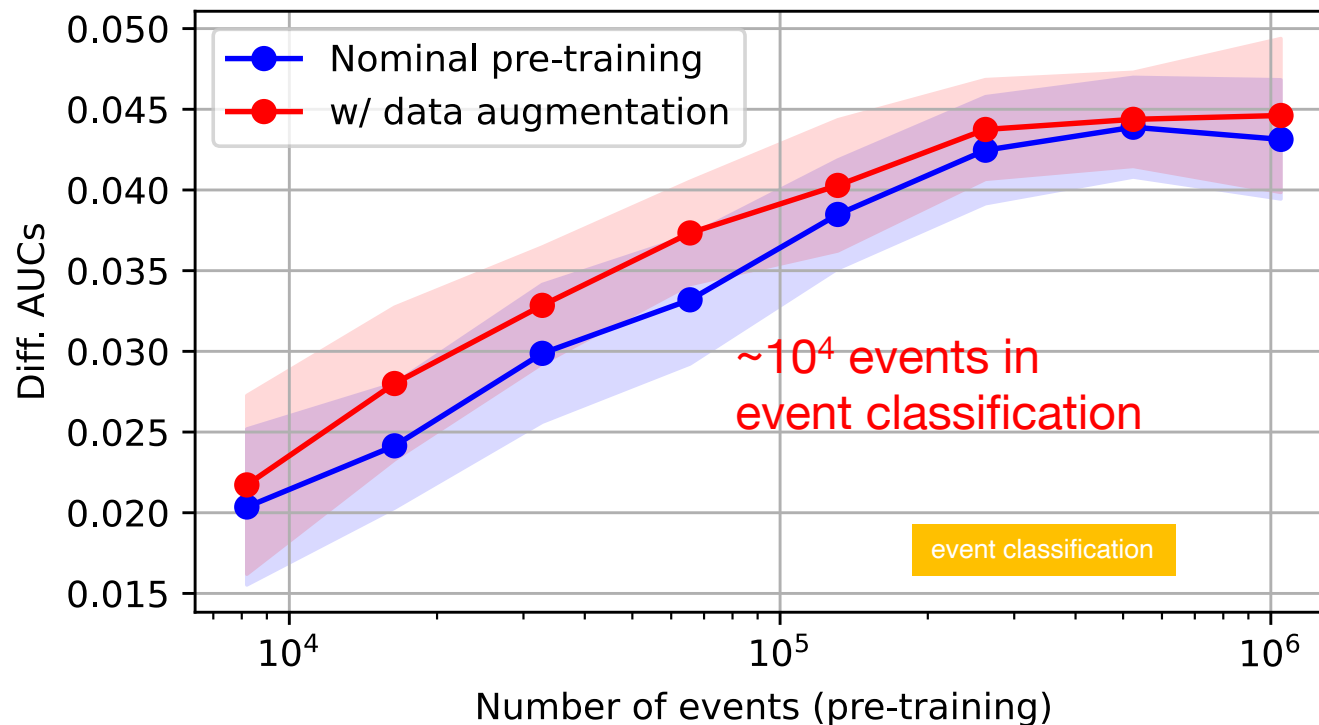 0.050
0.045
0.040
0.035
0.030
0.025
0.020
0.015
Diff. AUCs
Nominal pre-training
w/ data augmentation
~10⁴ events in
event classification
event classification
10⁴
10⁵
10⁶
Number of events (pre-training)